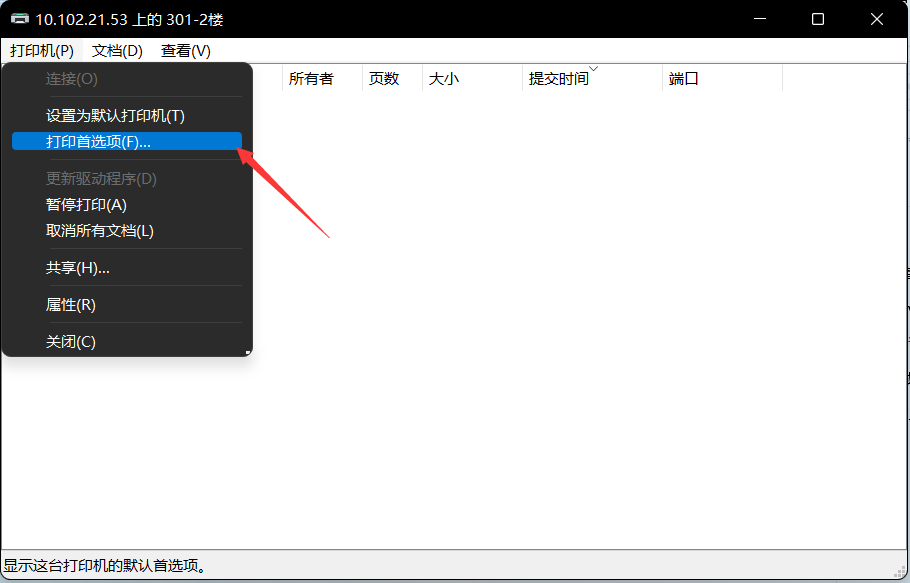 10.102.21.53 上的 301-2楼
打印机(P) 文档(D) 查看(V)
所有者 页数 大小 提交时间 端口
连接(O)
设置为默认打印机(T)
打印首选项(F)...
更新驱动程序(D)
暂停打印(A)
取消所有文档(L)
共享(H)...
属性(R)
关闭(C)
显示这台打印机的默认首选项。